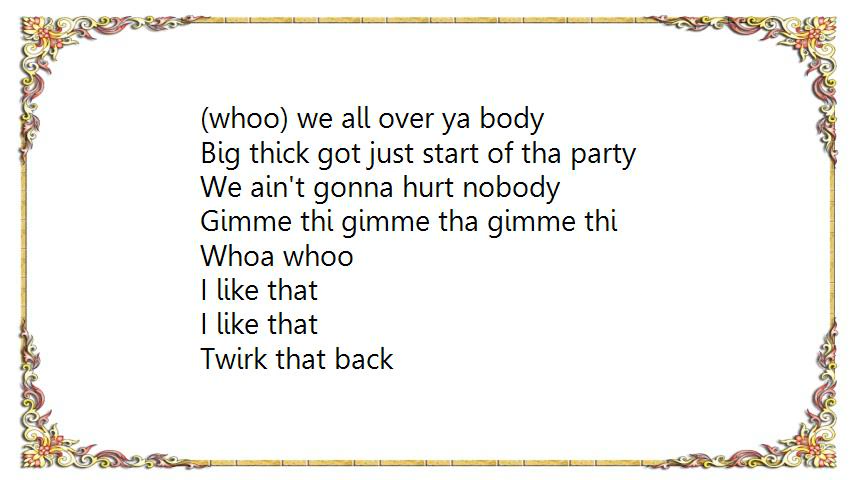 (whoo) we all over ya body
Big thick got just start of tha party
We ain't gonna hurt nobody
Gimme thi gimme tha gimme thi
Whoa whoo
I like that
I like that
Twirk that back